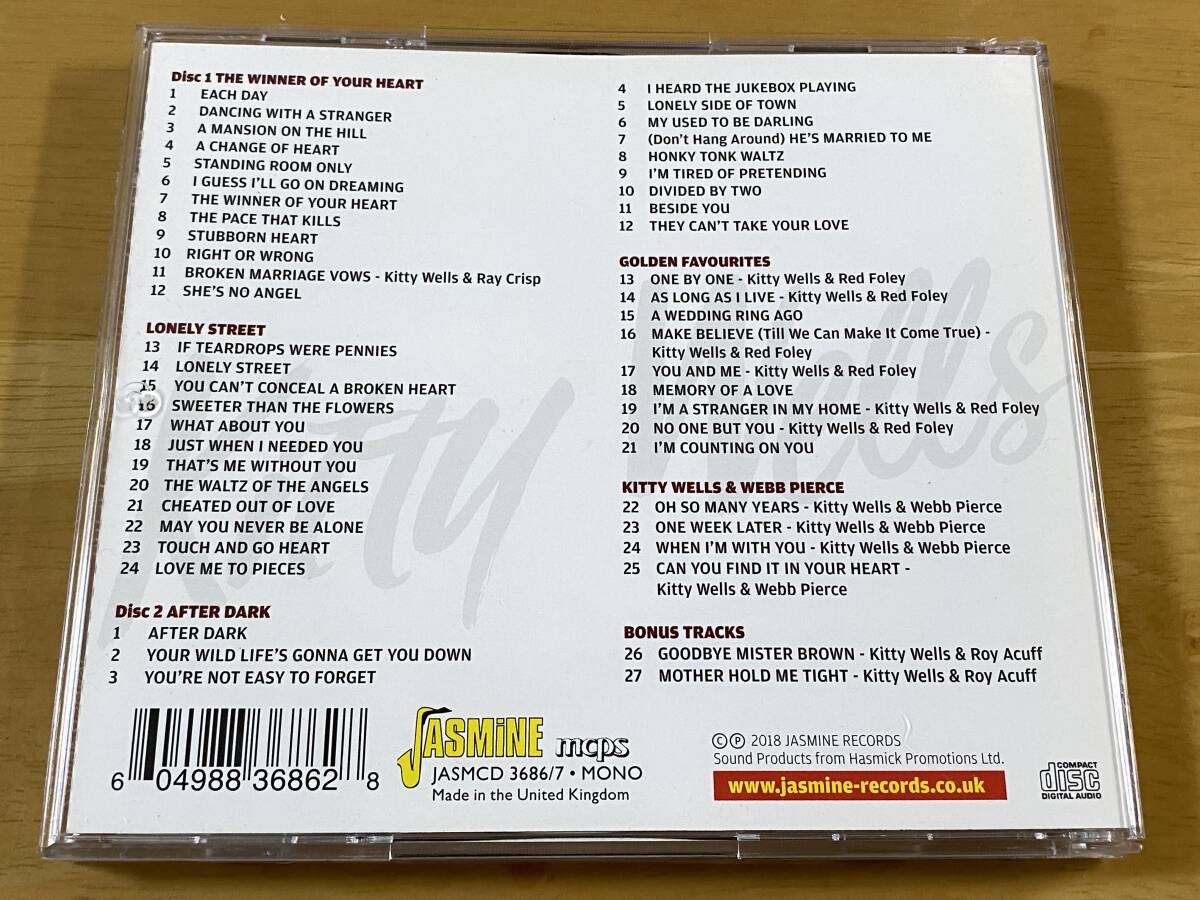 Disc 1 THE WINNER OF YOUR HEART
1 EACH DAY
2 DANCING WITH A STRANGER
3 A MANSION ON THE HILL
4 A CHANGE OF HEART
5 STANDING ROOM ONLY
6 I GUESS I'LL GO ON DREAMING
7 THE WINNER OF YOUR HEART
8 THE PACE THAT KILLS
9 STUBBORN HEART
10 RIGHT OR WRONG
11 BROKEN MARRIAGE VOWS - Kitty Wells & Ray Crisp
12 SHE'S NO ANGEL
LONELY STREET
13 IF TEARDROPS WERE PENNIES
14 LONELY STREET
15 YOU CAN'T CONCEAL A BROKEN HEART
16 SWEETER THAN THE FLOWERS
17 WHAT ABOUT YOU
18 JUST WHEN I NEEDED YOU
19 THAT'S ME WITHOUT YOU
20 THE WALTZ OF THE ANGELS
21 CHEATED OUT OF LOVE
22 MAY YOU NEVER BE ALONE
23 TOUCH AND GO HEART
24 LOVE ME TO PIECES
Disc 2 AFTER DARK
1 AFTER DARK
2 YOUR WILD LIFE'S GONNA GET YOU DOWN
3 YOU'RE NOT EASY TO FORGET
4 I HEARD THE JUKEBOX PLAYING
5 LONELY SIDE OF TOWN
6 MY USED TO BE DARLING
7 (Don't Hang Around) HE'S MARRIED TO ME
8 HONKY TONK WALTZ
9 I'M TIRED OF PRETENDING
10 DIVIDED BY TWO
11 BESIDE YOU
12 THEY CAN'T TAKE YOUR LOVE
GOLDEN FAVOURITES
13 ONE BY ONE - Kitty Wells & Red Foley
14 AS LONG AS I LIVE - Kitty Wells & Red Foley
15 A WEDDING RING AGO
16 MAKE BELIEVE (Till We Can Make It Come True) -
Kitty Wells & Red Foley
17 YOU AND ME - Kitty Wells & Red Foley
18 MEMORY OF A LOVE
19 I'M A STRANGER IN MY HOME - Kitty Wells & Red Foley
20 NO ONE BUT YOU - Kitty Wells & Red Foley
21 I'M COUNTING ON YOU
KITTY WELLS & WEBB PIERCE
22 OH SO MANY YEARS - Kitty Wells & Webb Pierce
23 ONE WEEK LATER - Kitty Wells & Webb Pierce
24 WHEN I'M WITH YOU - Kitty Wells & Webb Pierce
25 CAN YOU FIND IT IN YOUR HEART -
Kitty Wells & Webb Pierce
BONUS TRACKS
26 GOODBYE MISTER BROWN - Kitty Wells & Roy Acuff
27 MOTHER HOLD ME TIGHT - Kitty Wells & Roy Acuff
Kitty Wells
6 04988 36862 8
JASMiNE mcps
JASMCD 3686/7 • MONO
Made in the United Kingdom
© ℗ 2018 JASMINE RECORDS
Sound Products from Hasmick Promotions Ltd.
www.jasmine-records.co.uk
COMPACT
disc
DIGITAL AUDIO